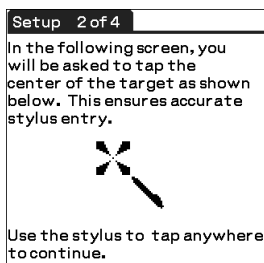 Setup 2 of 4
In the following screen, you
will be asked to tap the
center of the target as shown
below. This ensures accurate
stylus entry.
Use the stylus to tap anywhere
to continue.